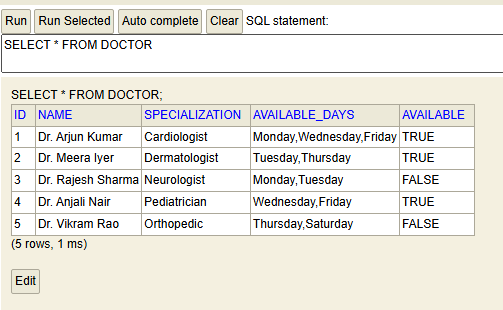 Run Run Selected Auto complete Clear SQL statement:
SELECT * FROM DOCTOR
SELECT * FROM DOCTOR;
ID NAME SPECIALIZATION AVAILABLE_DAYS AVAILABLE
1 Dr. Arjun Kumar Cardiologist Monday,Wednesday,Friday TRUE
2 Dr. Meera Iyer Dermatologist Tuesday,Thursday TRUE
3 Dr. Rajesh Sharma Neurologist Monday,Tuesday FALSE
4 Dr. Anjali Nair Pediatrician Wednesday,Friday TRUE
5 Dr. Vikram Rao Orthopedic Thursday,Saturday FALSE
(5 rows, 1 ms)
Edit